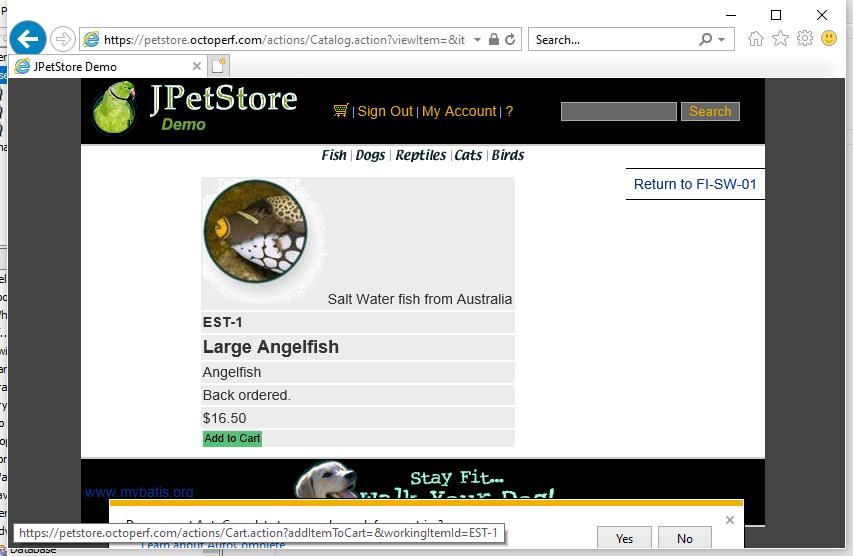 https://petstore.octoperf.com/actions/Catalog.action?viewItem=&it
Search...
JPetStore Demo
JPetStore
Demo
| Sign Out | My Account | ?
Search
Fish | Dogs | Reptiles | Cats | Birds
Return to FI-SW-01
Salt Water fish from Australia
EST-1
Large Angelfish
Angelfish
Back ordered.
$16.50
Add to Cart
Stay Fit...
Walk Your Dog!
www.mybatis.org
https://petstore.octoperf.com/actions/Cart.action?addItemToCart=&workingItemId=EST-1
Yes
No
Learn about AutoComplete
Database